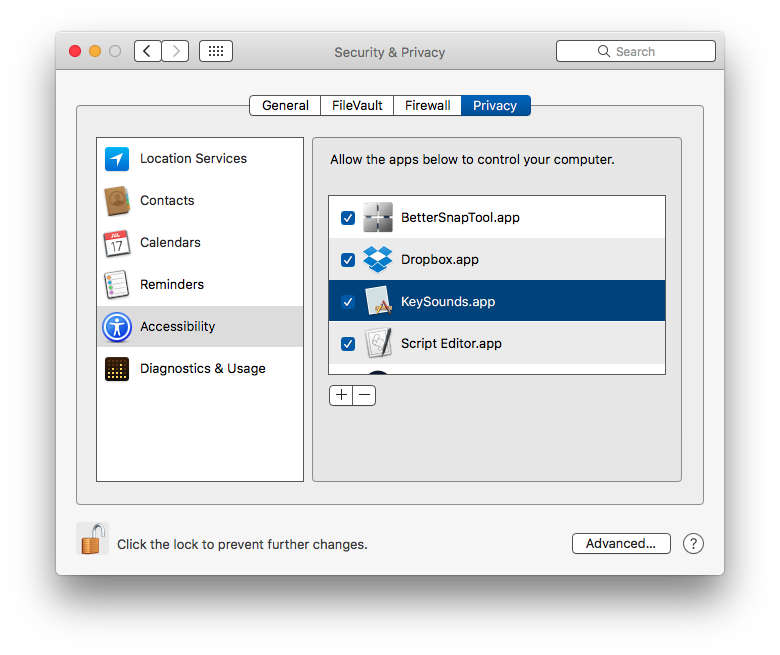 Security & Privacy
Search
General
FileVault
Firewall
Privacy
Location Services
Contacts
JUL
17
Calendars
Reminders
Accessibility
Diagnostics & Usage
Allow the apps below to control your computer.
BetterSnapTool.app
Dropbox.app
KeySounds.app
Script Editor.app
+
−
Click the lock to prevent further changes.
Advanced...
?